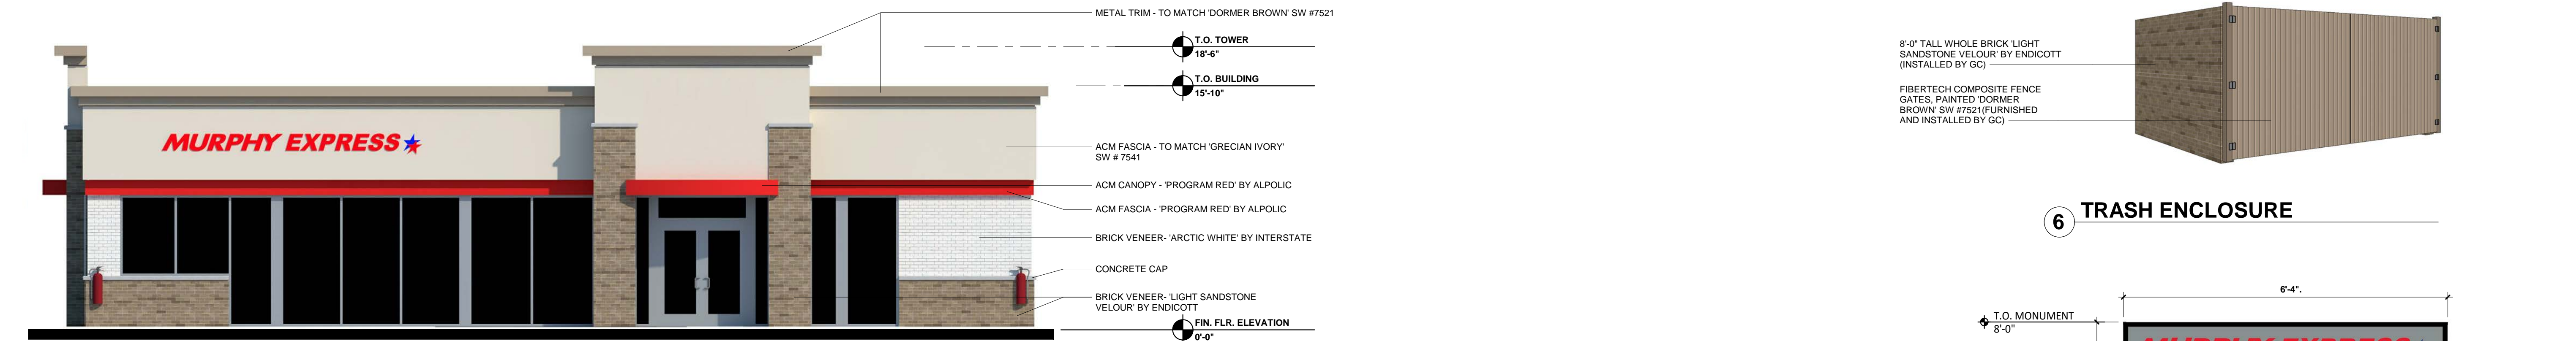 METAL TRIM - TO MATCH 'DORMER BROWN' SW #7521
T.O. TOWER
18'-6"
T.O. BUILDING
15'-10"
MURPHY EXPRESS
ACM FASCIA - TO MATCH 'GRECIAN IVORY'
SW # 7541
ACM CANOPY - 'PROGRAM RED' BY ALPOLIC
ACM FASCIA - 'PROGRAM RED' BY ALPOLIC
BRICK VENEER- 'ARCTIC WHITE' BY INTERSTATE
CONCRETE CAP
BRICK VENEER- 'LIGHT SANDSTONE
VELOUR' BY ENDICOTT
FIN. FLR. ELEVATION
0'-0"
8'-0" TALL WHOLE BRICK 'LIGHT
SANDSTONE VELOUR' BY ENDICOTT
(INSTALLED BY GC)
FIBERTECH COMPOSITE FENCE
GATES, PAINTED 'DORMER
BROWN' SW #7521(FURNISHED
AND INSTALLED BY GC)
6 TRASH ENCLOSURE
6'-4".
T.O. MONUMENT
8'-0"
MURPHY EXPRESS